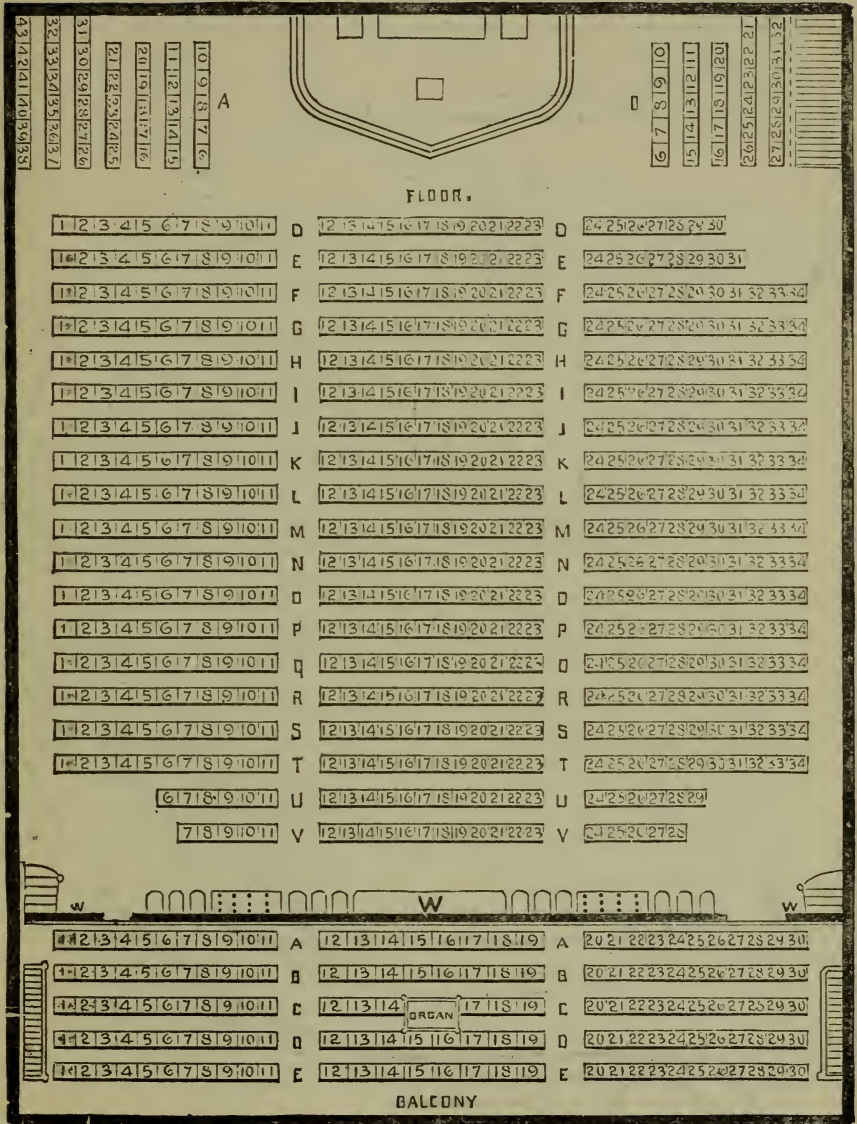 43 42 41 40 39 38
32 33 34 35 36 37
31 30 29 28 27 26
21 22 23 24 25
20 19 18 17 16
11 12 13 14 15
10 9 8 7 6
A
6 7 8 9 10
15 14 13 12 11
16 17 18 19 20
26 25 24 23 22 21
27 28 29 30 31 32
FLOOR.
1 2 3 4 5 6 7 8 9 10 11 D 12 13 14 15 16 17 18 19 20 21 22 23 D 24 25 26 27 28 29 30
1 2 3 4 5 6 7 8 9 10 11 E 12 13 14 15 16 17 18 19 20 21 22 23 E 24 25 26 27 28 29 30 31
1 2 3 4 5 6 7 8 9 10 11 F 12 13 14 15 16 17 18 19 20 21 22 23 F 24 25 26 27 28 29 30 31 32 33 34
1 2 3 4 5 6 7 8 9 10 11 G 12 13 14 15 16 17 18 19 20 21 22 23 G 24 25 26 27 28 29 30 31 32 33 34
1 2 3 4 5 6 7 8 9 10 11 H 12 13 14 15 16 17 18 19 20 21 22 23 H 24 25 26 27 28 29 30 31 32 33 34
1 2 3 4 5 6 7 8 9 10 11 I 12 13 14 15 16 17 18 19 20 21 22 23 I 24 25 26 27 28 29 30 31 32 33 34
1 2 3 4 5 6 7 8 9 10 11 J 12 13 14 15 16 17 18 19 20 21 22 23 J 24 25 26 27 28 29 30 31 32 33 34
1 2 3 4 5 6 7 8 9 10 11 K 12 13 14 15 16 17 18 19 20 21 22 23 K 24 25 26 27 28 29 30 31 32 33 34
1 2 3 4 5 6 7 8 9 10 11 L 12 13 14 15 16 17 18 19 20 21 22 23 L 24 25 26 27 28 29 30 31 32 33 34
1 2 3 4 5 6 7 8 9 10 11 M 12 13 14 15 16 17 18 19 20 21 22 23 M 24 25 26 27 28 29 30 31 32 33 34
1 2 3 4 5 6 7 8 9 10 11 N 12 13 14 15 16 17 18 19 20 21 22 23 N 24 25 26 27 28 29 30 31 32 33 34
1 2 3 4 5 6 7 8 9 10 11 O 12 13 14 15 16 17 18 19 20 21 22 23 O 24 25 26 27 28 29 30 31 32 33 34
1 2 3 4 5 6 7 8 9 10 11 P 12 13 14 15 16 17 18 19 20 21 22 23 P 24 25 26 27 28 29 30 31 32 33 34
1 2 3 4 5 6 7 8 9 10 11 Q 12 13 14 15 16 17 18 19 20 21 22 23 Q 24 25 26 27 28 29 30 31 32 33 34
1 2 3 4 5 6 7 8 9 10 11 R 12 13 14 15 16 17 18 19 20 21 22 23 R 24 25 26 27 28 29 30 31 32 33 34
1 2 3 4 5 6 7 8 9 10 11 S 12 13 14 15 16 17 18 19 20 21 22 23 S 24 25 26 27 28 29 30 31 32 33 34
1 2 3 4 5 6 7 8 9 10 11 T 12 13 14 15 16 17 18 19 20 21 22 23 T 24 25 26 27 28 29 30 31 32 33 34
6 7 8 9 10 11 U 12 13 14 15 16 17 18 19 20 21 22 23 U 24 25 26 27 28 29
7 8 9 10 11 V 12 13 14 15 16 17 18 19 20 21 22 23 V 24 25 26 27 28
W W W
1 2 3 4 5 6 7 8 9 10 11 A 12 13 14 15 16 17 18 19 A 20 21 22 23 24 25 26 27 28 29 30
1 2 3 4 5 6 7 8 9 10 11 B 12 13 14 15 16 17 18 19 B 20 21 22 23 24 25 26 27 28 29 30
1 2 3 4 5 6 7 8 9 10 11 C 12 13 14 ORGAN 17 18 19 C 20 21 22 23 24 25 26 27 28 29 30
1 2 3 4 5 6 7 8 9 10 11 D 12 13 14 15 16 17 18 19 D 20 21 22 23 24 25 26 27 28 29 30
1 2 3 4 5 6 7 8 9 10 11 E 12 13 14 15 16 17 18 19 E 20 21 22 23 24 25 26 27 28 29 30
BALCONY